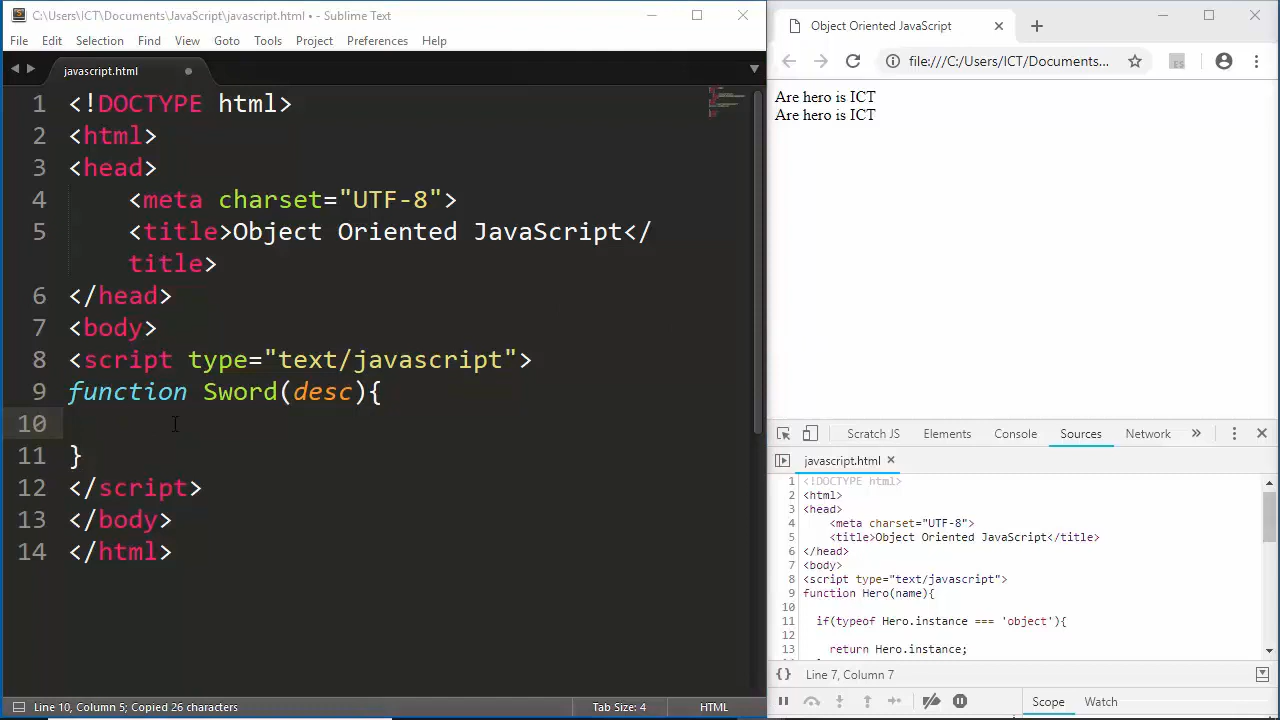 C:\Users\ICT\Documents\JavaScript\javascript.html • - Sublime Text
File Edit Selection Find View Goto Tools Project Preferences Help
javascript.html
1 <!DOCTYPE html>
2 <html>
3 <head>
4 <meta charset="UTF-8">
5 <title>Object Oriented JavaScript</
title>
6 </head>
7 <body>
8 <script type="text/javascript">
9 function Sword(desc){
10
11 }
12 </script>
13 </body>
14 </html>
Line 10, Column 5; Copied 26 characters Tab Size: 4 HTML
Object Oriented JavaScript
file:///C:/Users/ICT/Documents...
Are hero is ICT
Are hero is ICT
Scratch JS Elements Console Sources Network »
javascript.html
1 <!DOCTYPE html>
2 <html>
3 <head>
4 <meta charset="UTF-8">
5 <title>Object Oriented JavaScript</title>
6 </head>
7 <body>
8 <script type="text/javascript">
9 function Hero(name){
10
11 if(typeof Hero.instance === 'object'){
12
13 return Hero.instance;
{} Line 7, Column 7
Scope Watch